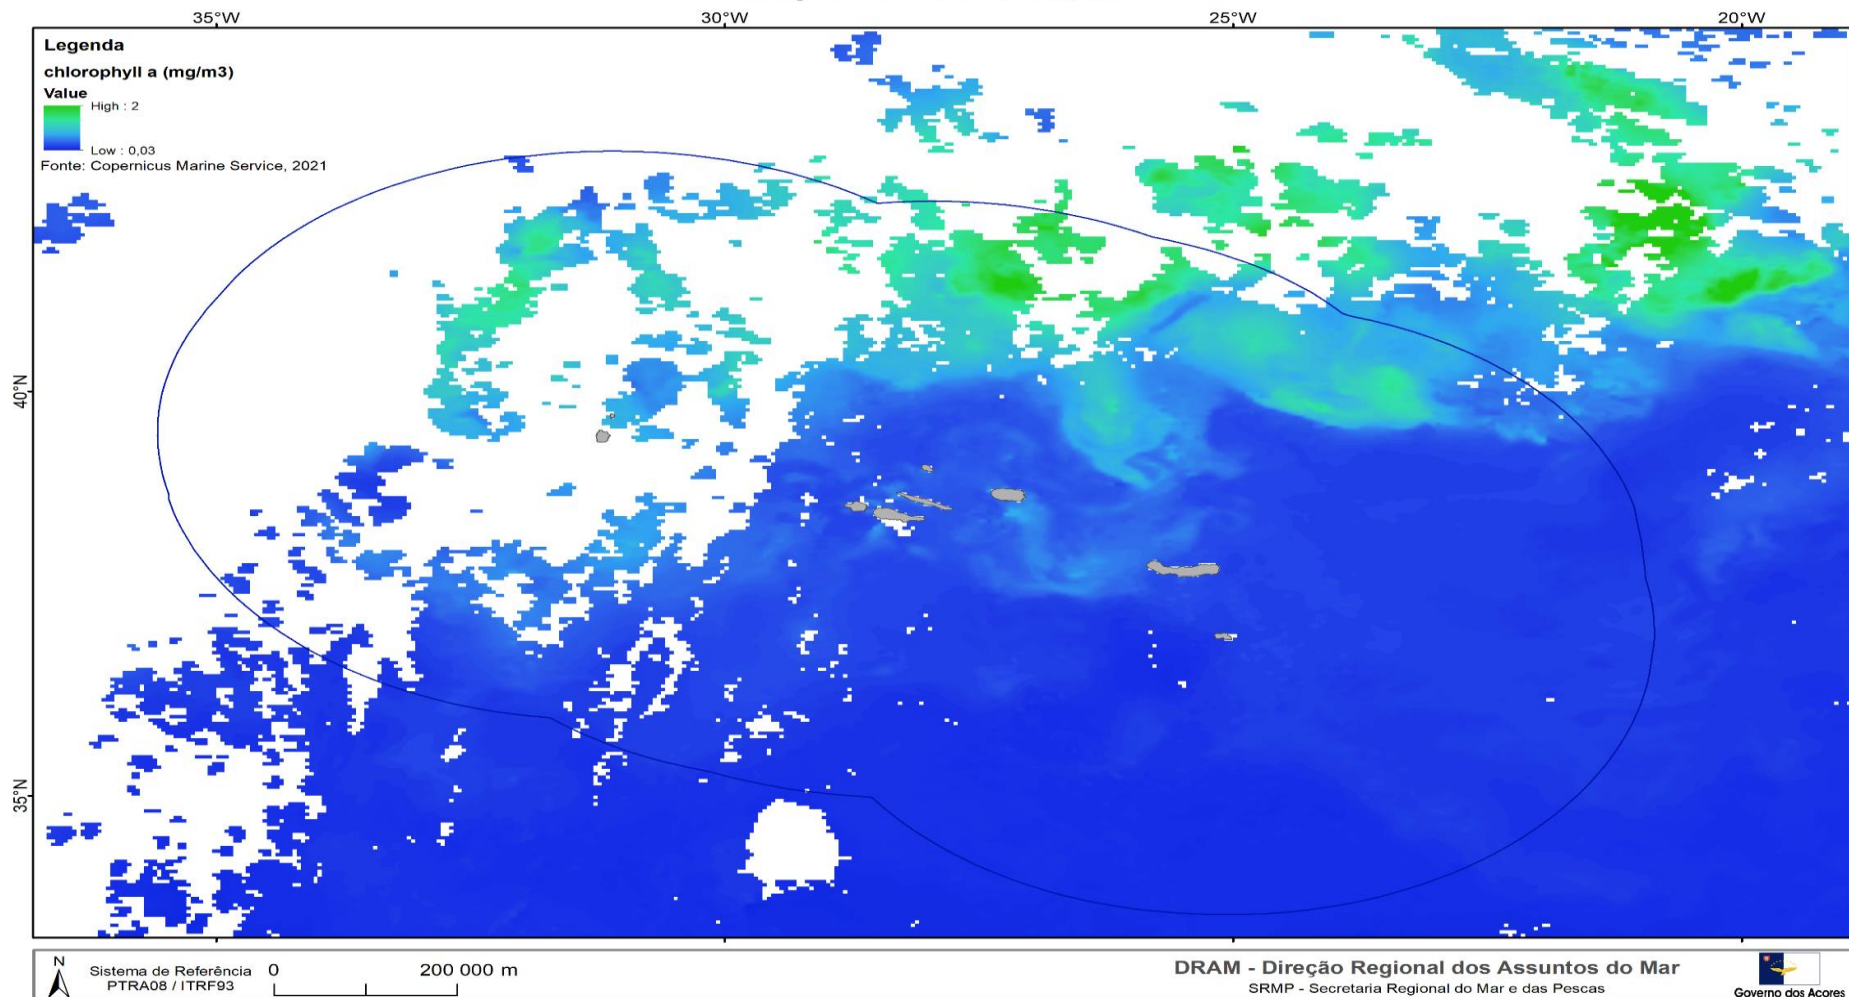 35°W
30°W
25°W
20°W
Legenda
chlorophyll a (mg/m3)
Value
High : 2
Low : 0,03
Fonte: Copernicus Marine Service, 2021
40°N
35°N
N
Sistema de Referência
PTRA08 / ITRF93
0
200 000 m
DRAM - Direção Regional dos Assuntos do Mar
SRMP - Secretaria Regional do Mar e das Pescas
Governo dos Açores